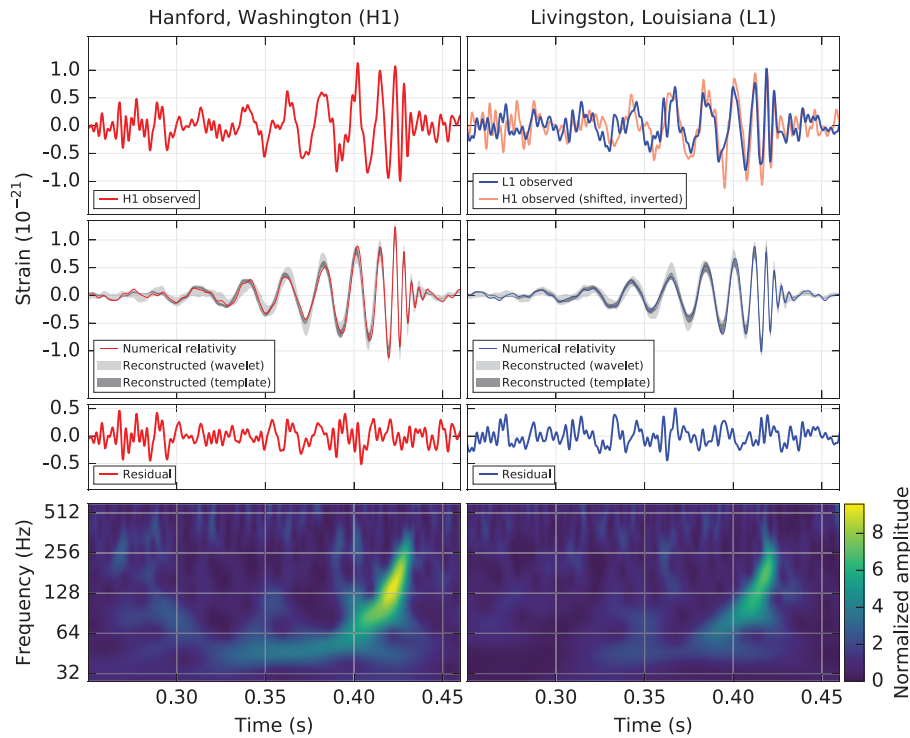 Hanford, Washington (H1)
Livingston, Louisiana (L1)
Strain (10⁻²¹)
1.0
0.5
0.0
-0.5
-1.0
H1 observed
L1 observed
H1 observed (shifted, inverted)
1.0
0.5
0.0
-0.5
-1.0
Numerical relativity
Reconstructed (wavelet)
Reconstructed (template)
Numerical relativity
Reconstructed (wavelet)
Reconstructed (template)
0.5
0.0
-0.5
Residual
Residual
Frequency (Hz)
512
256
128
64
32
0.30
0.35
0.40
0.45
Time (s)
0.30
0.35
0.40
0.45
Time (s)
8
6
4
2
0
Normalized amplitude